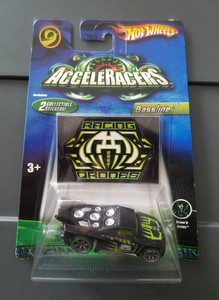 HOT WHEELS
ACCELERACERS
2 COLLECTIBLE
STICKERS!
Bassline
RACING
DRONES
3+